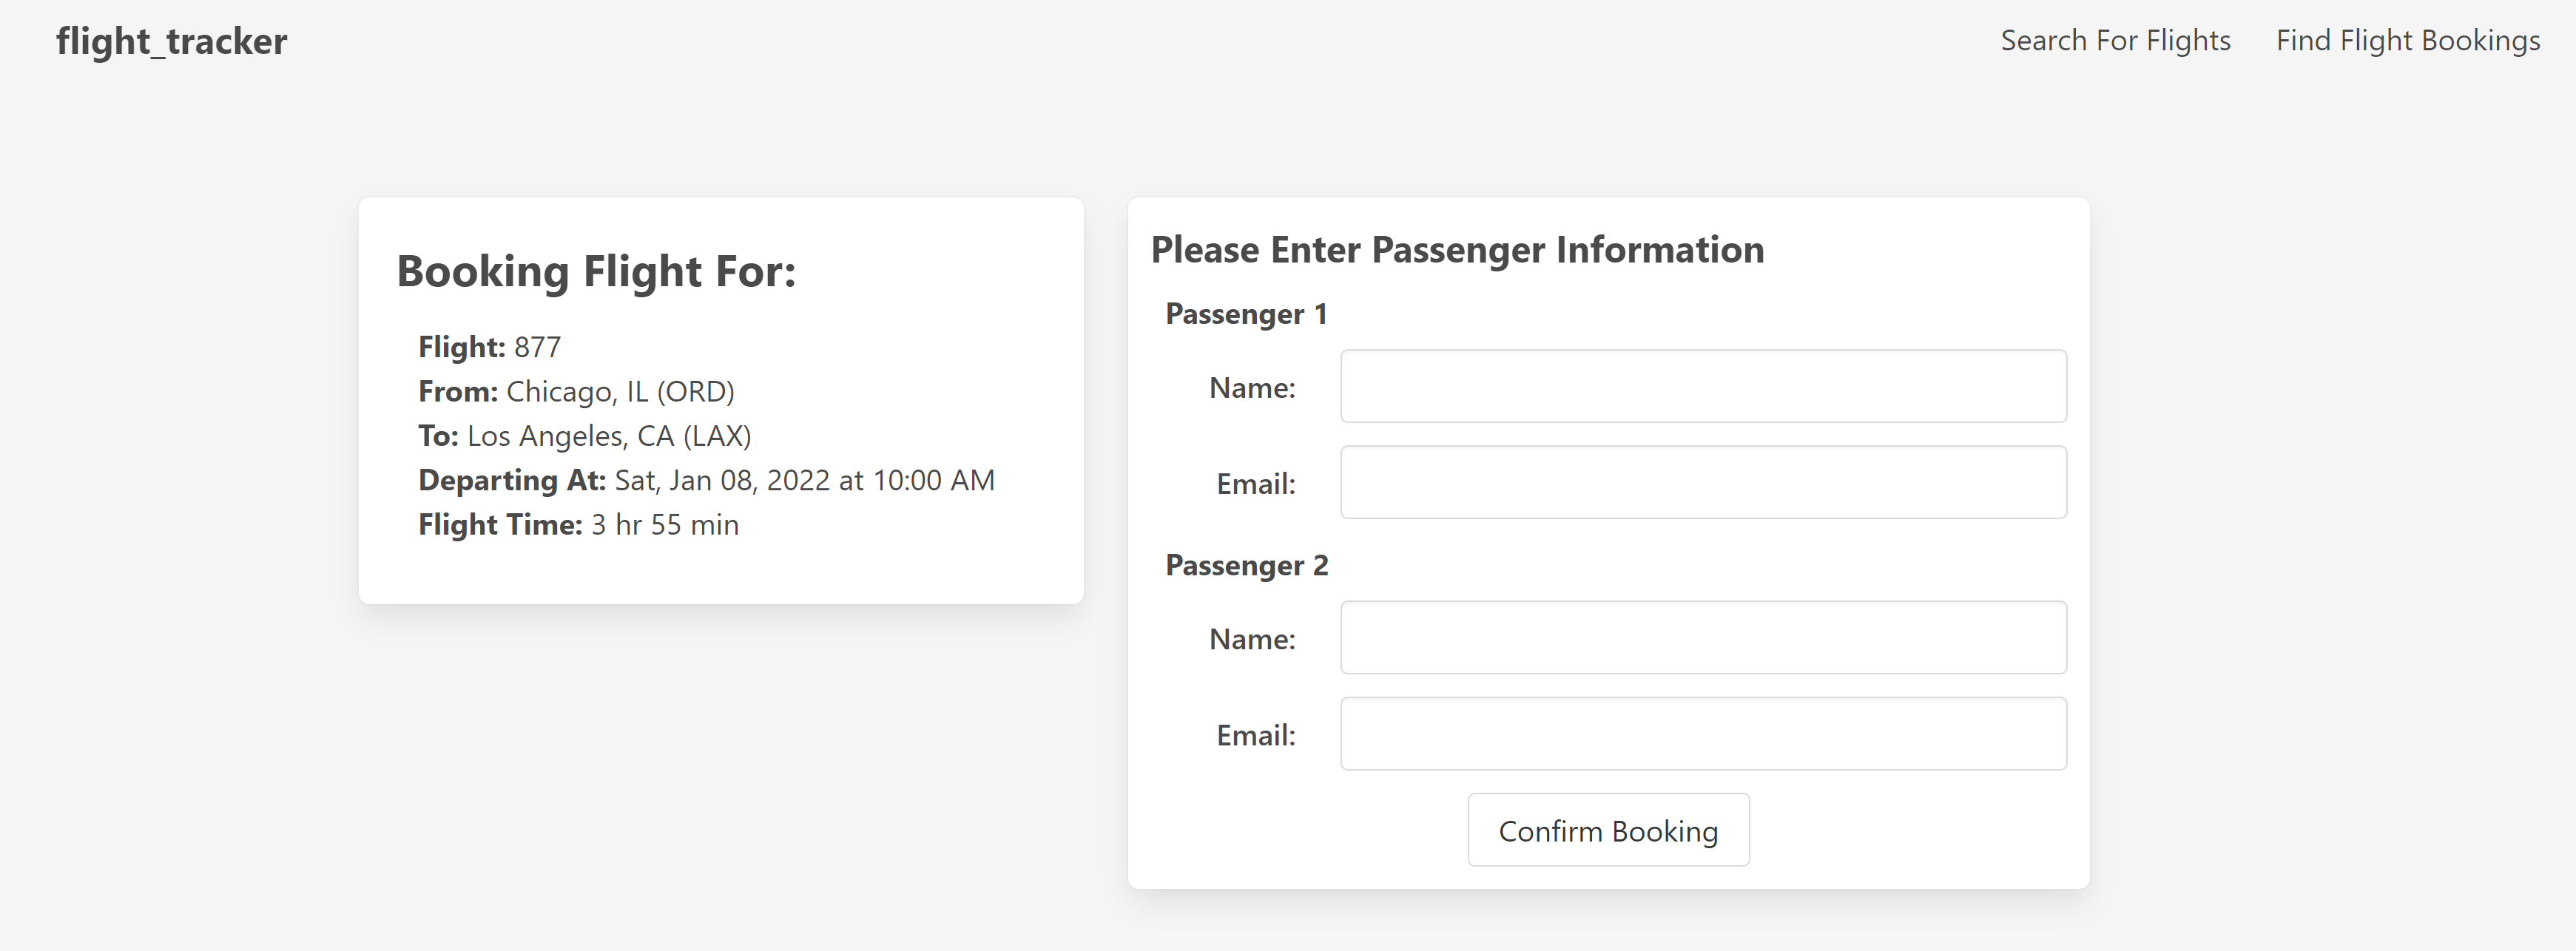 flight_tracker
Search For Flights
Find Flight Bookings
Booking Flight For:
Flight: 877
From: Chicago, IL (ORD)
To: Los Angeles, CA (LAX)
Departing At: Sat, Jan 08, 2022 at 10:00 AM
Flight Time: 3 hr 55 min
Please Enter Passenger Information
Passenger 1
Name:
Email:
Passenger 2
Name:
Email:
Confirm Booking